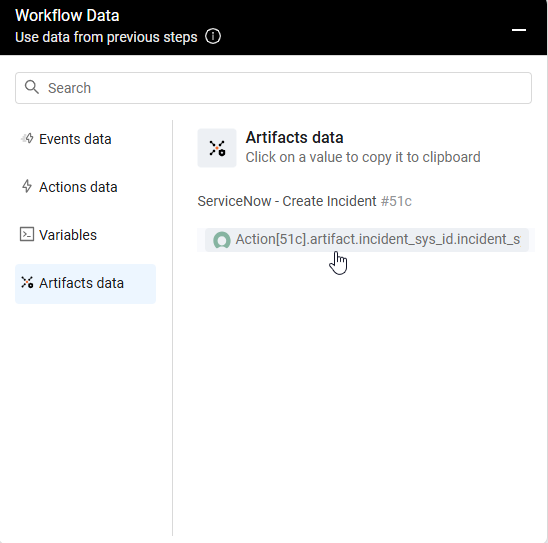 Workflow Data
Use data from previous steps
Search
Events data
Actions data
Variables
Artifacts data
Artifacts data
Click on a value to copy it to clipboard
ServiceNow - Create Incident #51c
Action[51c].artifact.incident_sys_id.incident_s